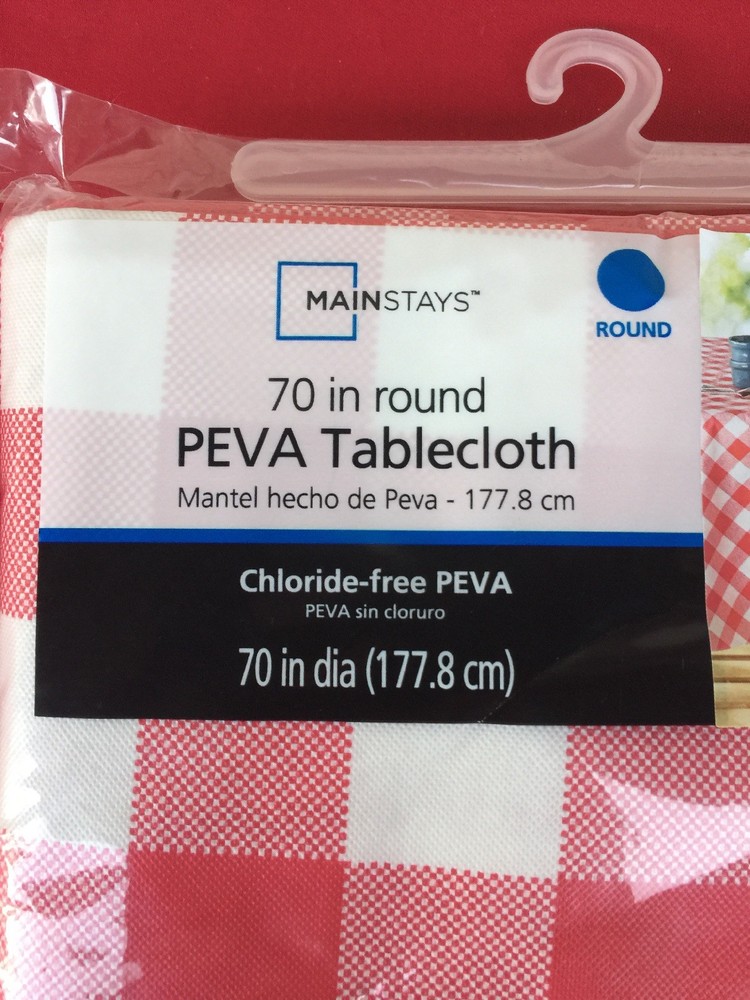 MAINSTAYS™
ROUND
70 in round
PEVA Tablecloth
Mantel hecho de Peva - 177.8 cm
Chloride-free PEVA
PEVA sin cloruro
70 in dia (177.8 cm)